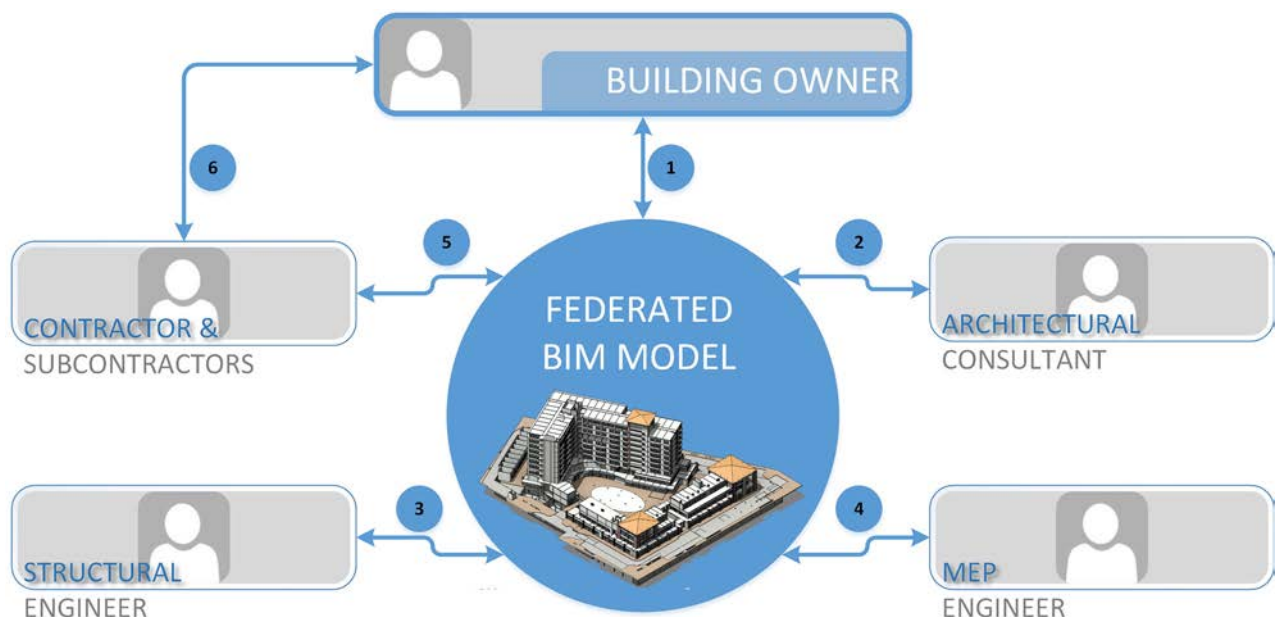 BUILDING OWNER
6
1
5
2
CONTRACTOR &
SUBCONTRACTORS
FEDERATED
BIM MODEL
ARCHITECTURAL
CONSULTANT
3
4
STRUCTURAL
ENGINEER
MEP
ENGINEER